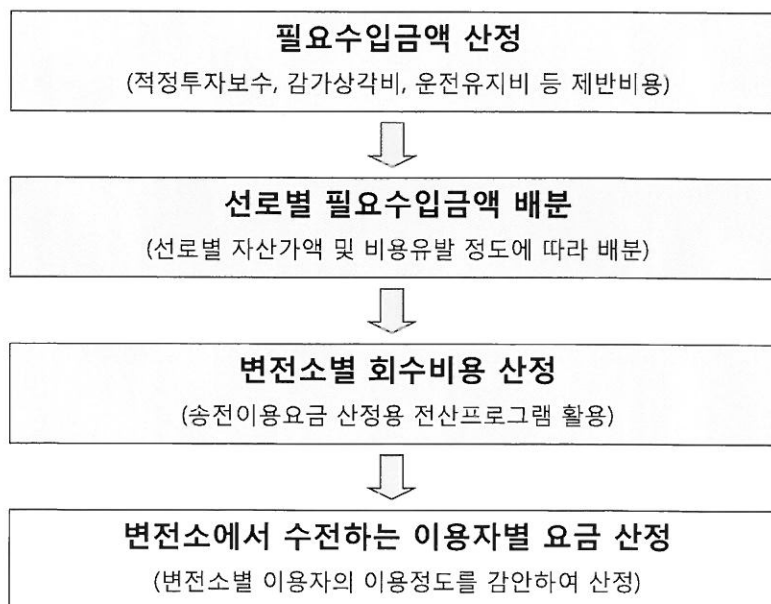 필요수입금액 산정
(적정투자보수, 감가상각비, 운전유지비 등 제반비용)
선로별 필요수입금액 배분
(선로별 자산가액 및 비용유발 정도에 따라 배분)
변전소별 회수비용 산정
(송전이용요금 산정용 전산프로그램 활용)
변전소에서 수전하는 이용자별 요금 산정
(변전소별 이용자의 이용정도를 감안하여 산정)